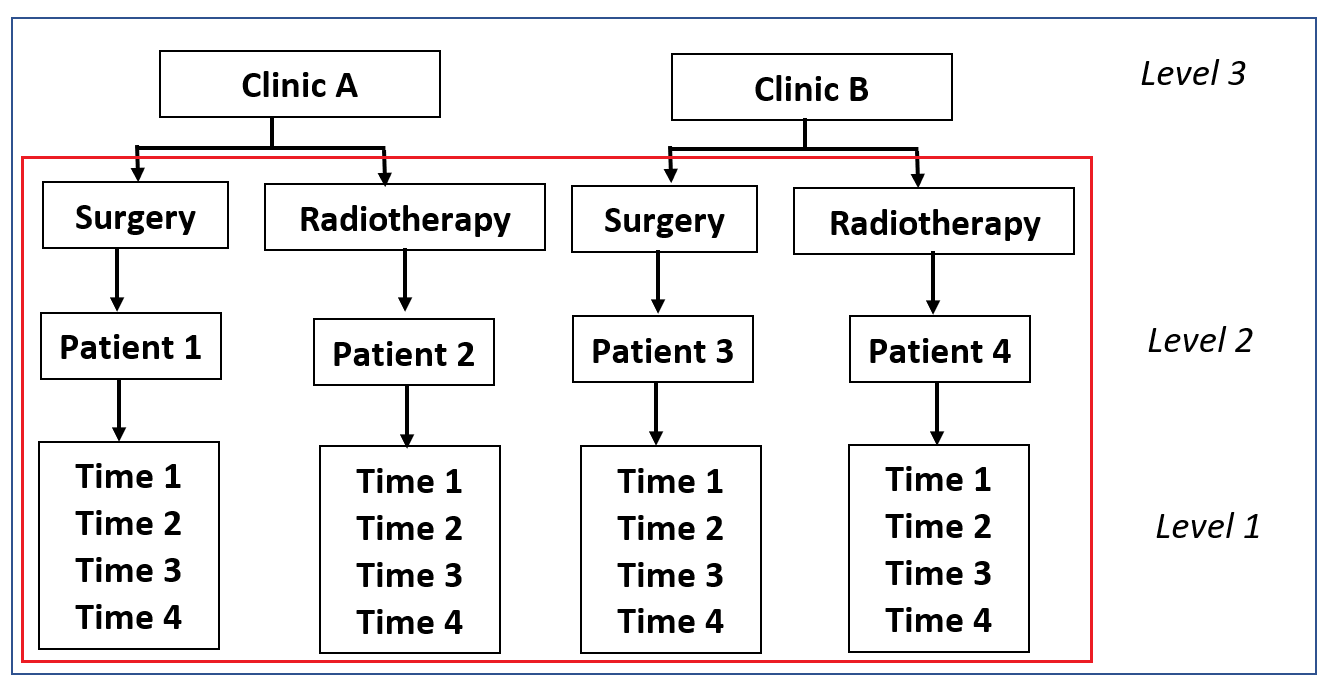 Clinic A
Clinic B
Level 3
Surgery
Radiotherapy
Surgery
Radiotherapy
Patient 1
Patient 2
Patient 3
Patient 4
Level 2
Time 1
Time 2
Time 3
Time 4
Time 1
Time 2
Time 3
Time 4
Time 1
Time 2
Time 3
Time 4
Time 1
Time 2
Time 3
Time 4
Level 1